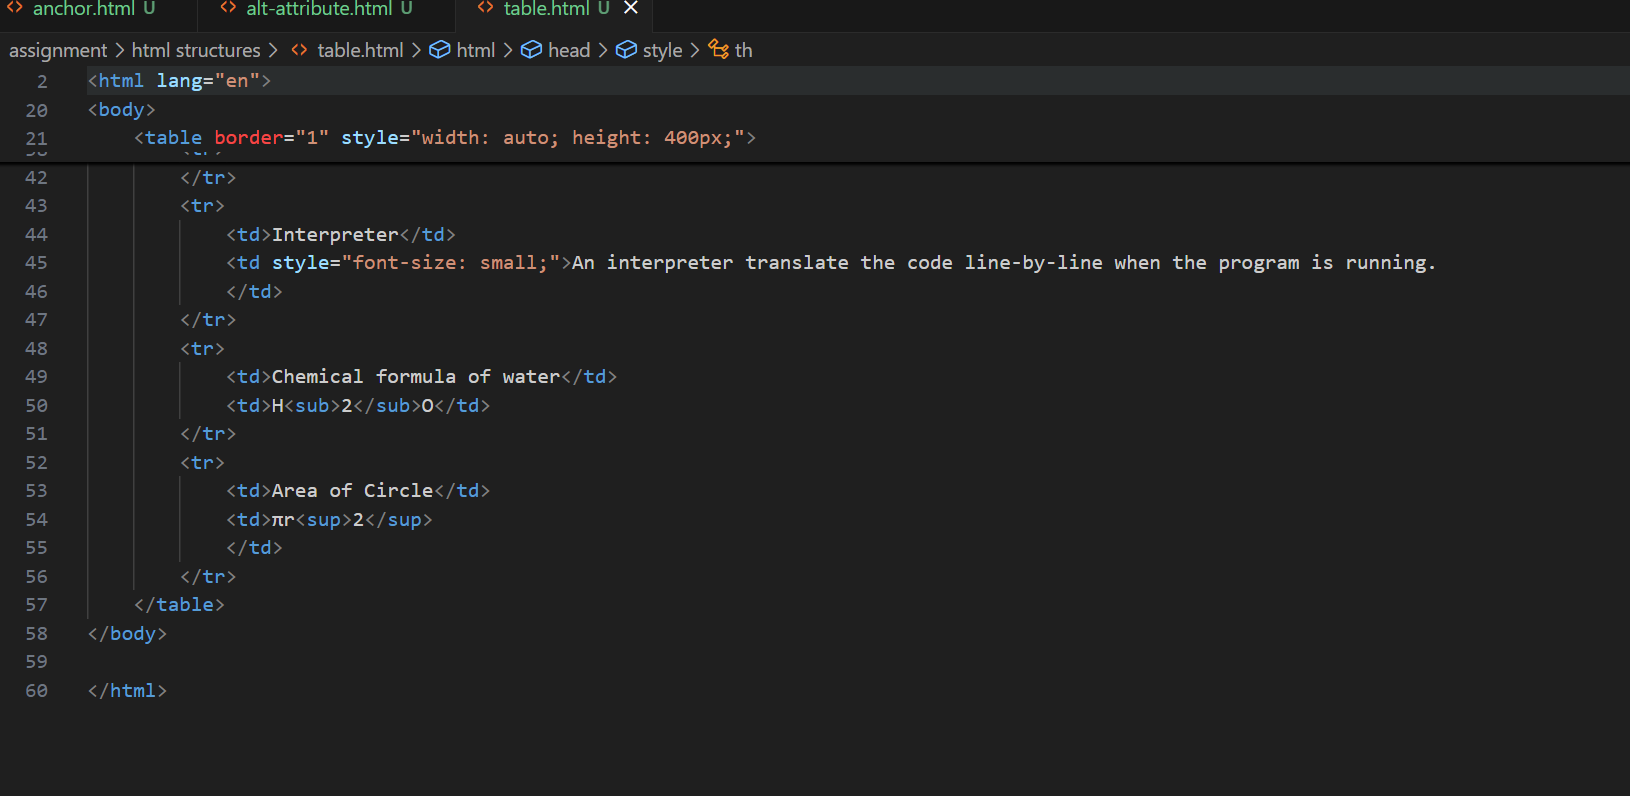 anchor.html U alt-attribute.html U table.html U
assignment > html structures > table.html > html > head > style > th
2 <html lang="en">
20 <body>
21 <table border="1" style="width: auto; height: 400px;">
42 </tr>
43 <tr>
44 <td>Interpreter</td>
45 <td style="font-size: small;">An interpreter translate the code line-by-line when the program is running.
46 </td>
47 </tr>
48 <tr>
49 <td>Chemical formula of water</td>
50 <td>H<sub>2</sub>O</td>
51 </tr>
52 <tr>
53 <td>Area of Circle</td>
54 <td>πr<sup>2</sup>
55 </td>
56 </tr>
57 </table>
58 </body>
59
60 </html>